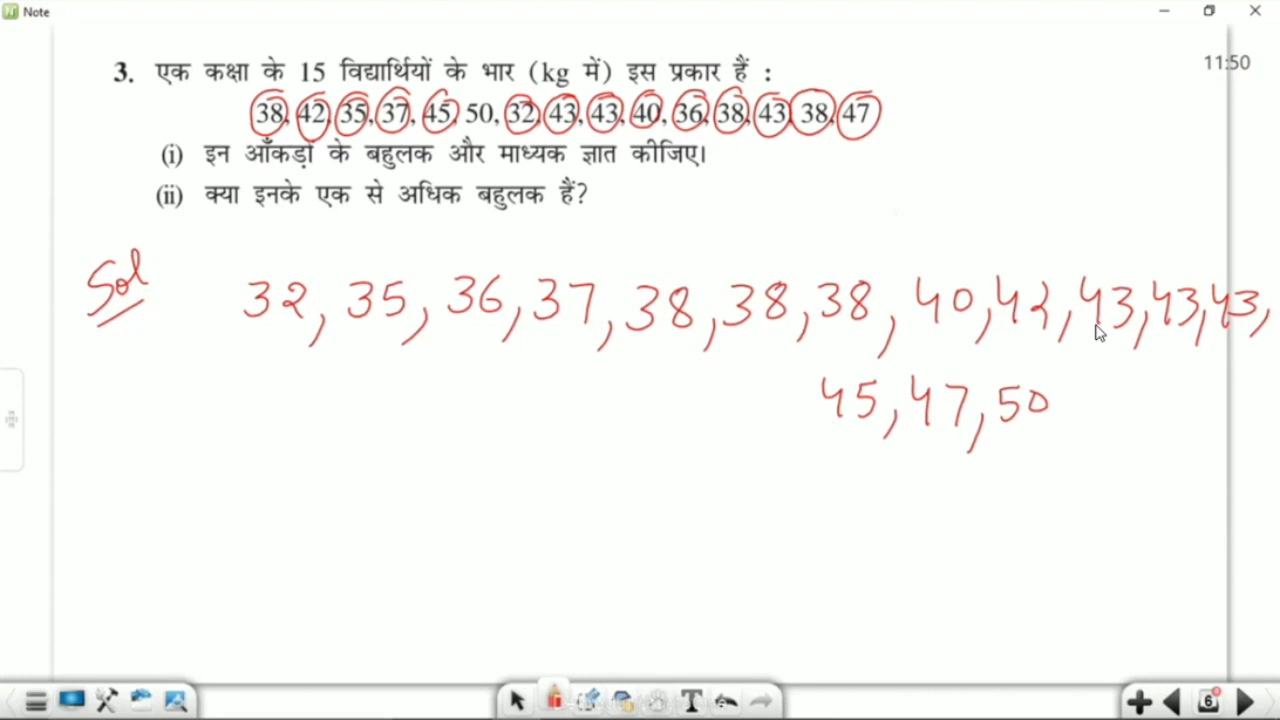 Note
11:50
3. एक कक्षा के 15 विद्यार्थियों के भार (kg में) इस प्रकार हैं :
38, 42, 35, 37, 45, 50, 32, 43, 43, 40, 36, 38, 43, 38, 47
(i) इन आँकड़ों के बहुलक और माध्यक ज्ञात कीजिए।
(ii) क्या इनके एक से अधिक बहुलक हैं?
Sol 32, 35, 36, 37, 38, 38, 38, 40, 42, 43, 43, 43,
45, 47, 50
T 6